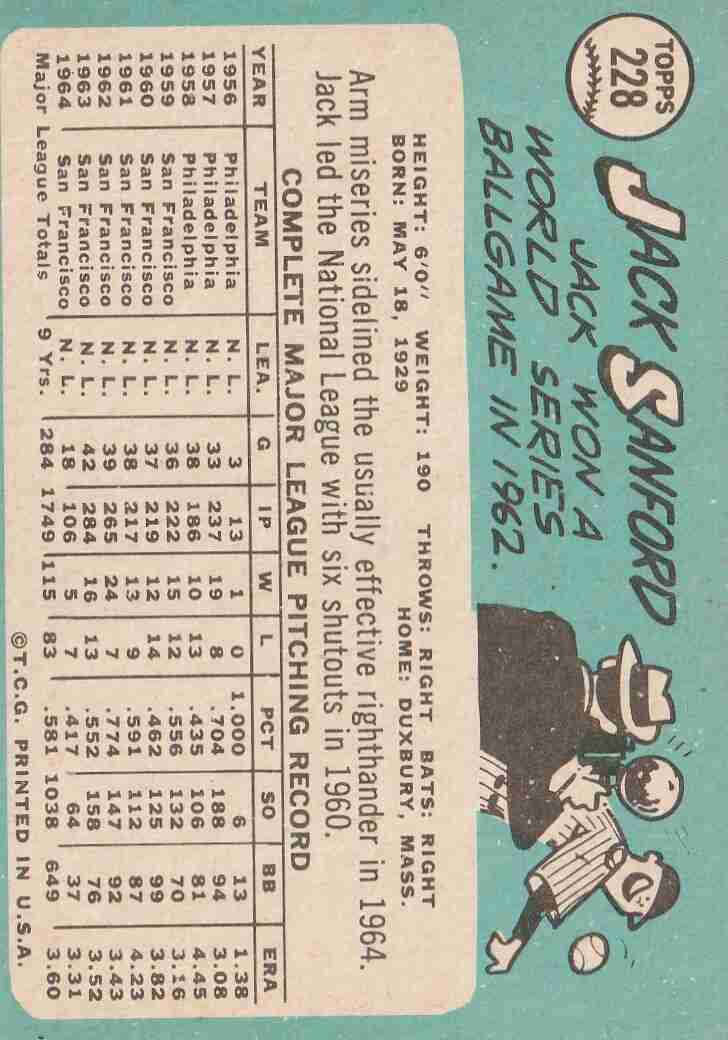 TOPPS
228
JACK SANFORD
JACK WON A
WORLD SERIES
BALLGAME IN 1962.
HEIGHT: 6'0" WEIGHT: 190 THROWS: RIGHT BATS: RIGHT
BORN: MAY 18, 1929 HOME: DUXBURY, MASS.
Arm miseries sidelined the usually effective righthander in 1964.
Jack led the National League with six shutouts in 1960.
COMPLETE MAJOR LEAGUE PITCHING RECORD
YEAR TEAM LEA. G IP W L PCT SO BB ERA
1956 Philadelphia N. L. 3 13 1 0 1.000 6 13 1.38
1957 Philadelphia N. L. 33 237 19 8 .704 188 94 3.08
1958 Philadelphia N. L. 38 186 10 13 .435 106 81 4.45
1959 San Francisco N. L. 36 222 15 12 .556 132 70 3.16
1960 San Francisco N. L. 37 219 12 14 .462 125 99 3.82
1961 San Francisco N. L. 38 217 13 9 .591 112 87 4.23
1962 San Francisco N. L. 39 265 24 7 .774 147 92 3.43
1963 San Francisco N. L. 42 284 16 13 .552 158 76 3.52
1964 San Francisco N. L. 18 106 5 7 .417 64 37 3.31
Major League Totals 9 Yrs. 284 1749 115 83 .581 1038 649 3.60
©T.C.G. PRINTED IN U.S.A.